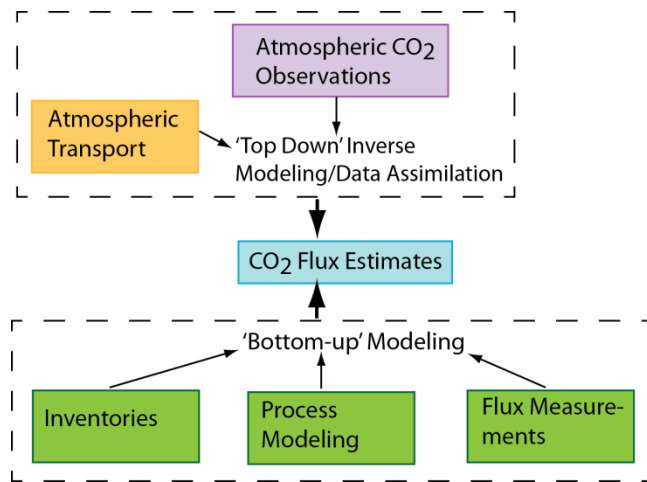 Atmospheric CO₂
Observations
Atmospheric
Transport
‘Top Down’ Inverse
Modeling/Data Assimilation
CO₂ Flux Estimates
‘Bottom-up’ Modeling
Inventories
Process
Modeling
Flux Measure-
ments